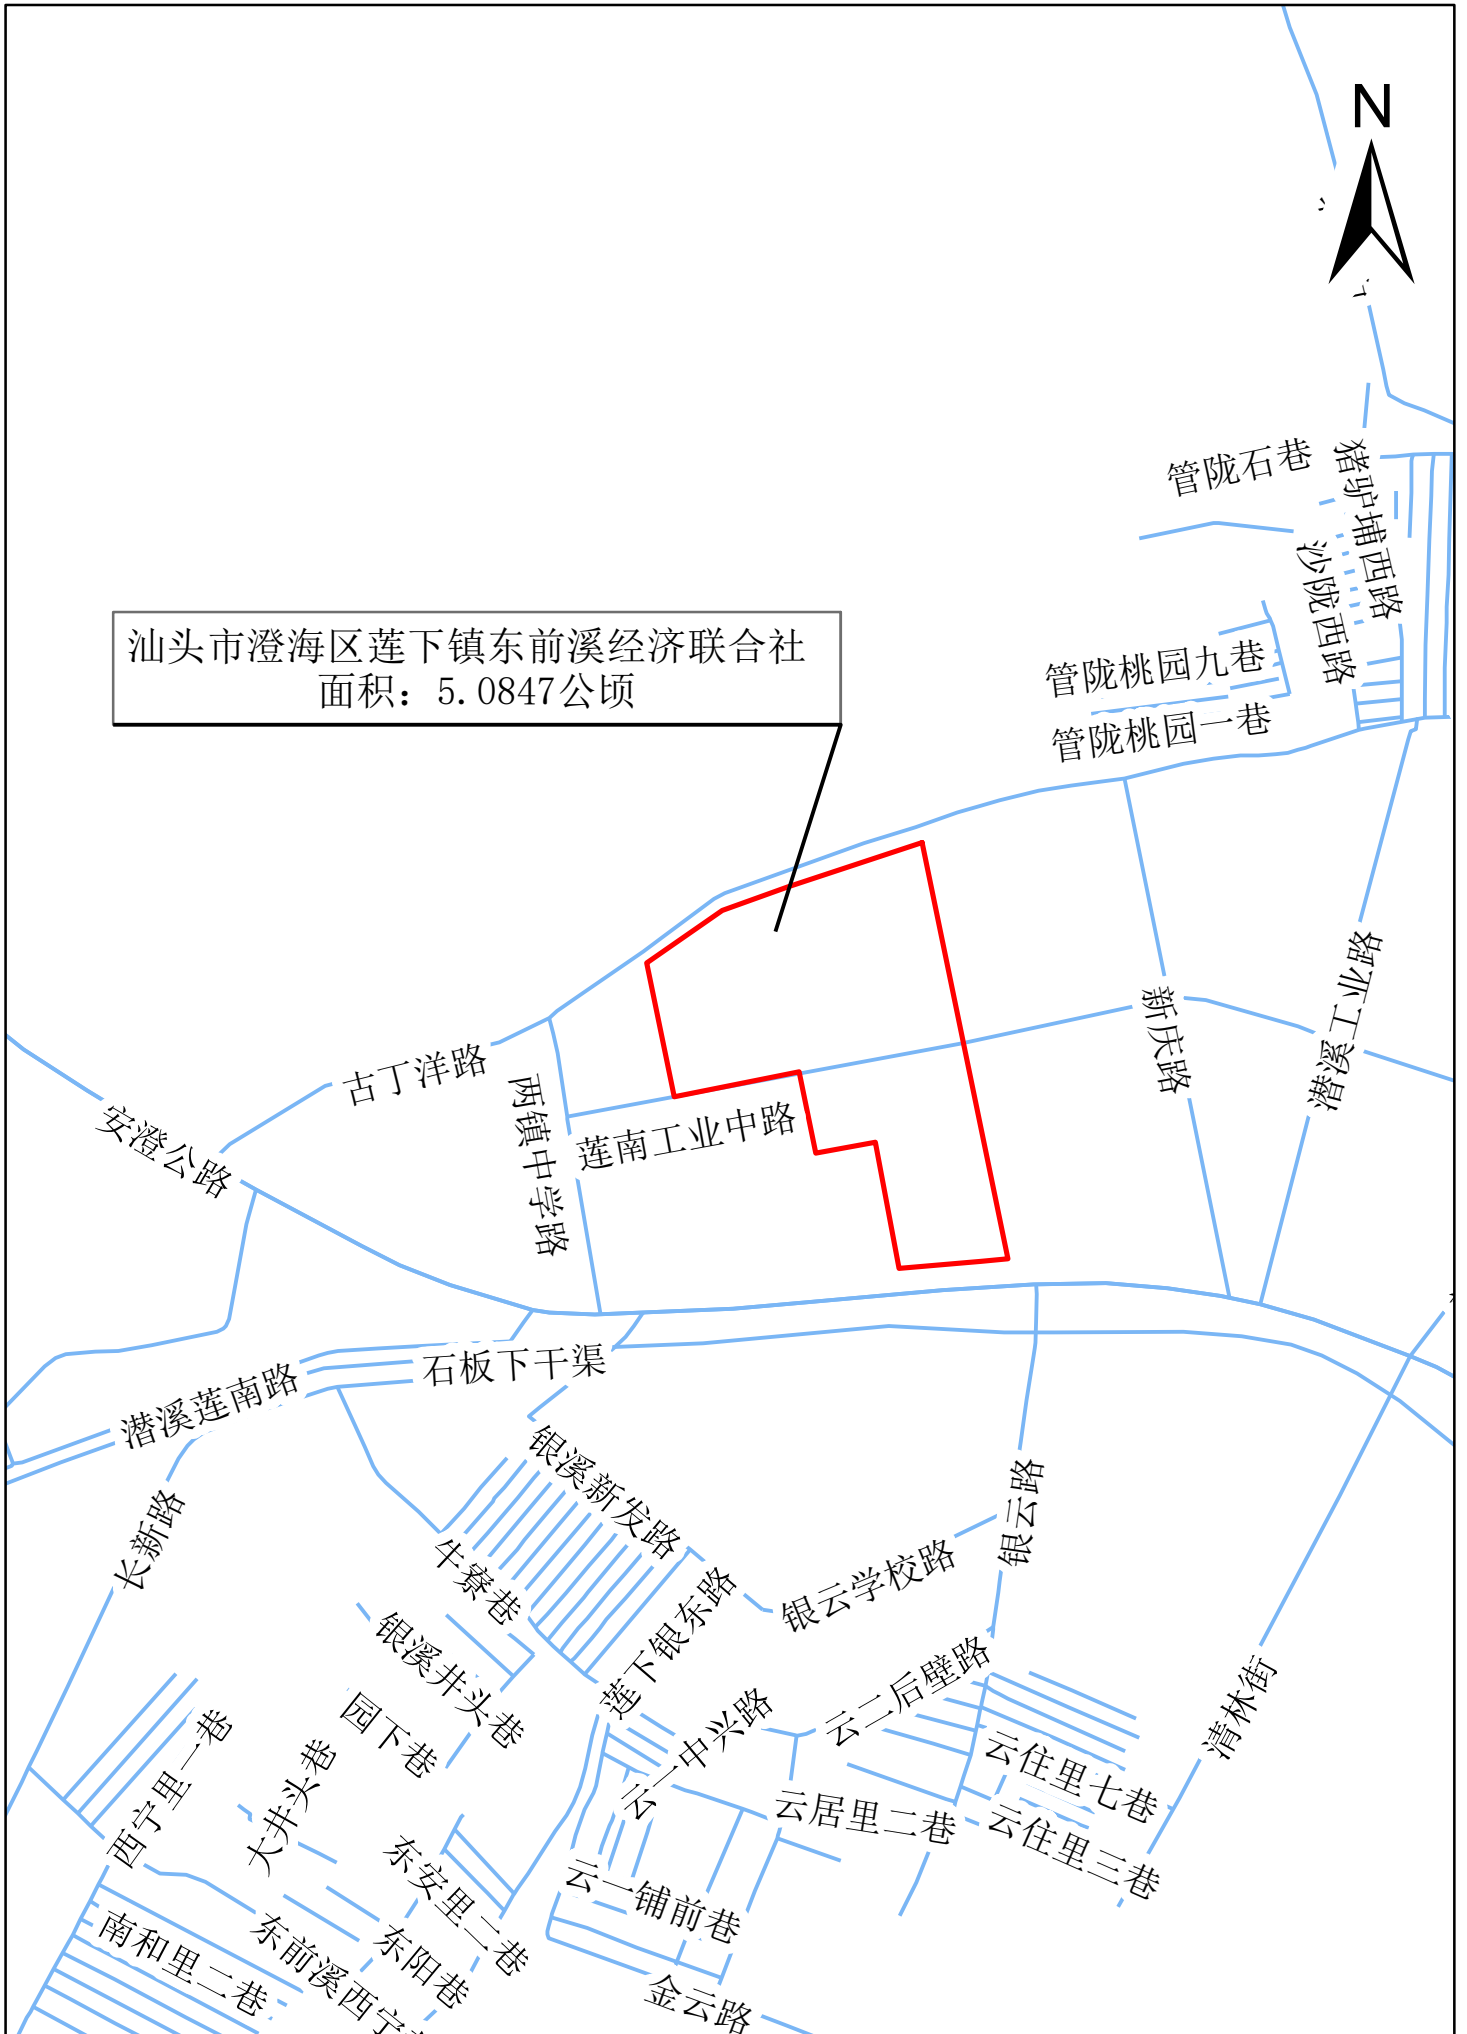 N
管陇石巷
猪驴埔西路
沙陇西路
汕头市澄海区莲下镇东前溪经济联合社
面积：5.0847公顷
管陇桃园九巷
管陇桃园一巷
新庆路
潜溪工业路
古丁洋路
两镇中学路
安澄公路
莲南工业中路
石板下干渠
潜溪莲南路
银溪新发路
银云路
长新路
牛寮巷
银云学校路
莲下银东路
银溪井头巷
云二后壁路
清林街
园下巷
云一中兴路
西宁里一巷
大井头巷
云住里七巷
云居里二巷
云住里三巷
东安里二巷
云一铺前巷
南和里二巷
东前溪西宁
东阳巷
金云路